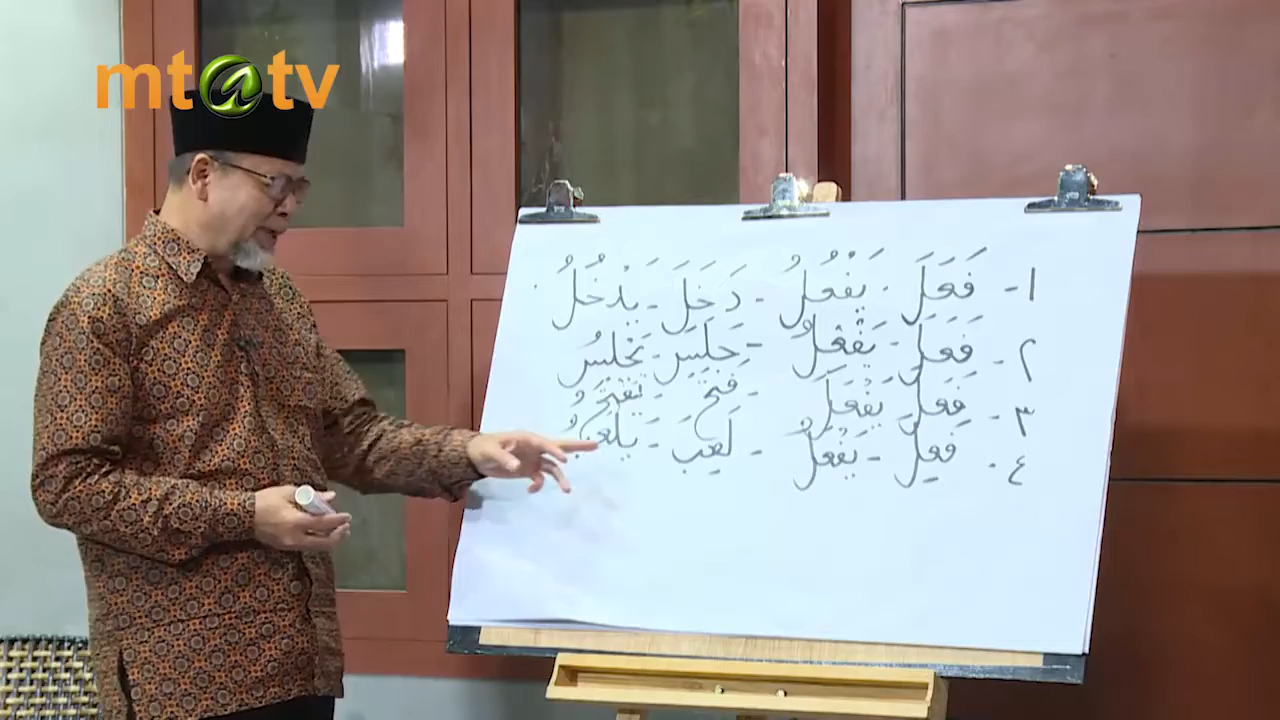 mt@tv
١- فَعَلَ - يَفْعُلُ - دَخَلَ - يَدْخُلُ
٢- فَعَلَ - يَفْعِلُ - جَلَسَ - يَجْلِسُ
٣- فَعَلَ يَفْعَلُ - فَتَحَ - يَفْتَحُ
٤- فَعِلَ - يَفْعَلُ - لَعِبَ - يَلْعَبُ